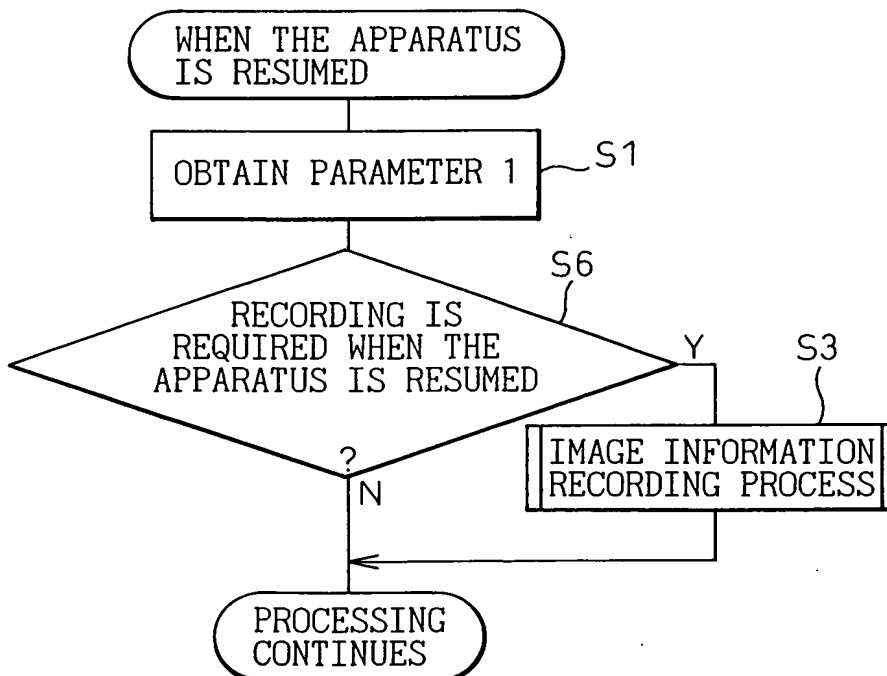 WHEN THE APPARATUS
IS RESUMED
OBTAIN PARAMETER 1
S1
S6
RECORDING IS
REQUIRED WHEN THE
APPARATUS IS RESUMED
?
Y
N
S3
IMAGE INFORMATION
RECORDING PROCESS
PROCESSING
CONTINUES